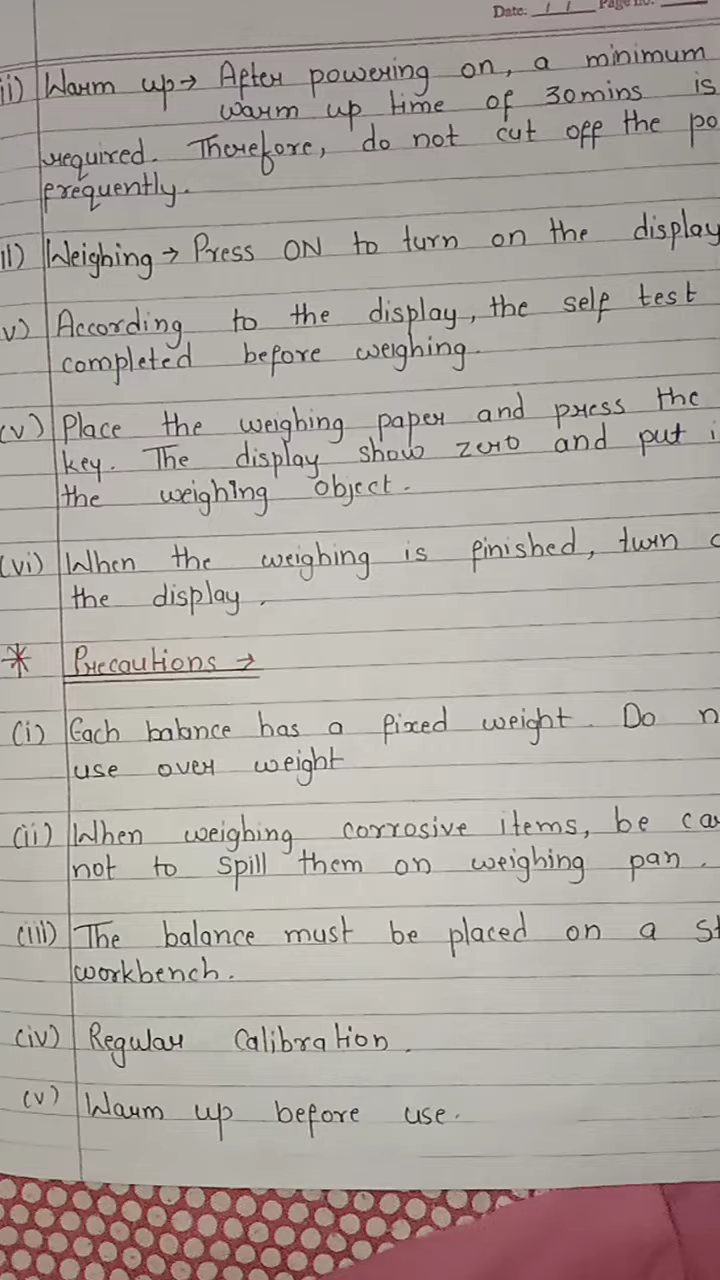 Date: / / Page no.
ii) Warm up → After powering on, a minimum
warm up time of 30mins is
required. Therefore, do not cut off the po
frequently.
ii) Weighing → Press ON to turn on the display
v) According to the display, the self test
completed before weighing.
(v) Place the weighing paper and press the
key. The display show zero and put i
the weighing object.
(vi) When the weighing is finished, turn o
the display.
* Precautions →
(i) Each balance has a fixed weight. Do n
use over weight
(ii) When weighing corrosive items, be ca
not to spill them on weighing pan.
(iii) The balance must be placed on a st
workbench.
(iv) Regular Calibration.
(v) Warm up before use.